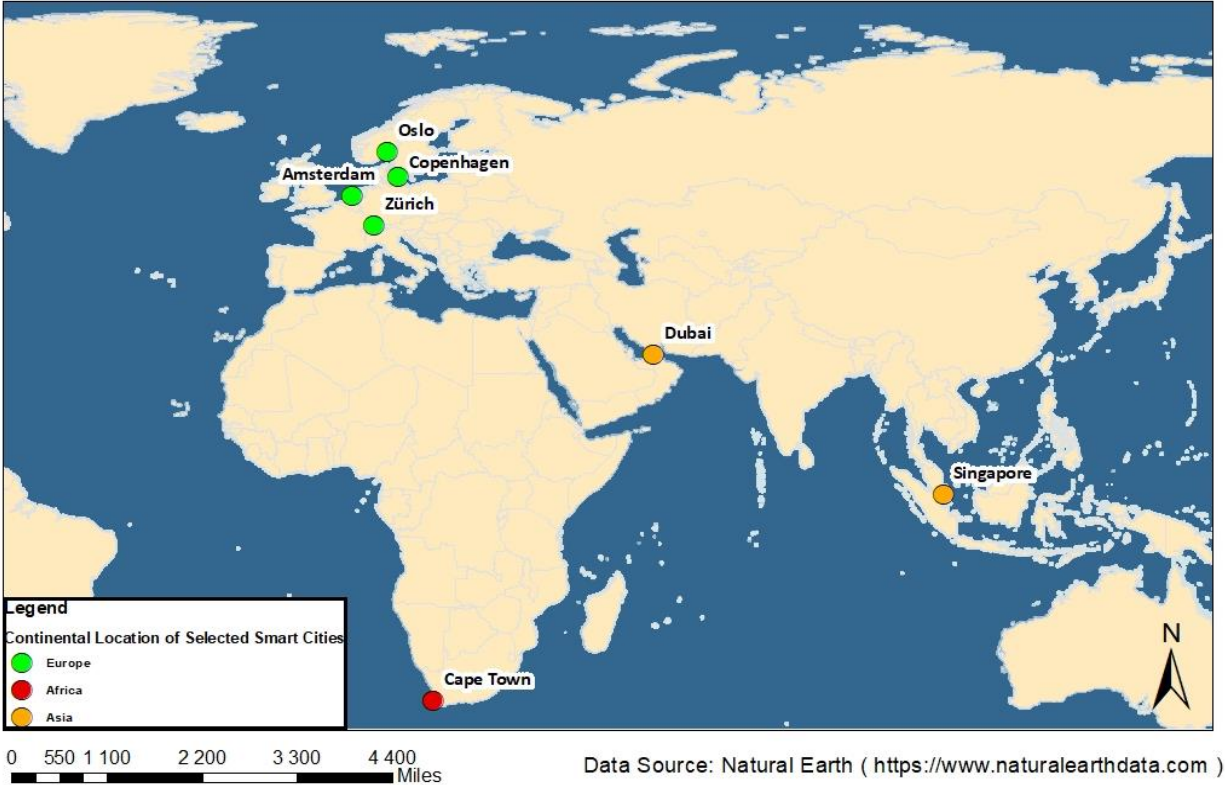 Oslo
Copenhagen
Amsterdam
Zürich
Dubai
Singapore
Cape Town
N
Legend
Continental Location of Selected Smart Cities
Europe
Africa
Asia
0 550 1 100 2 200 3 300 4 400
Miles
Data Source: Natural Earth ( https://www.naturalearthdata.com )